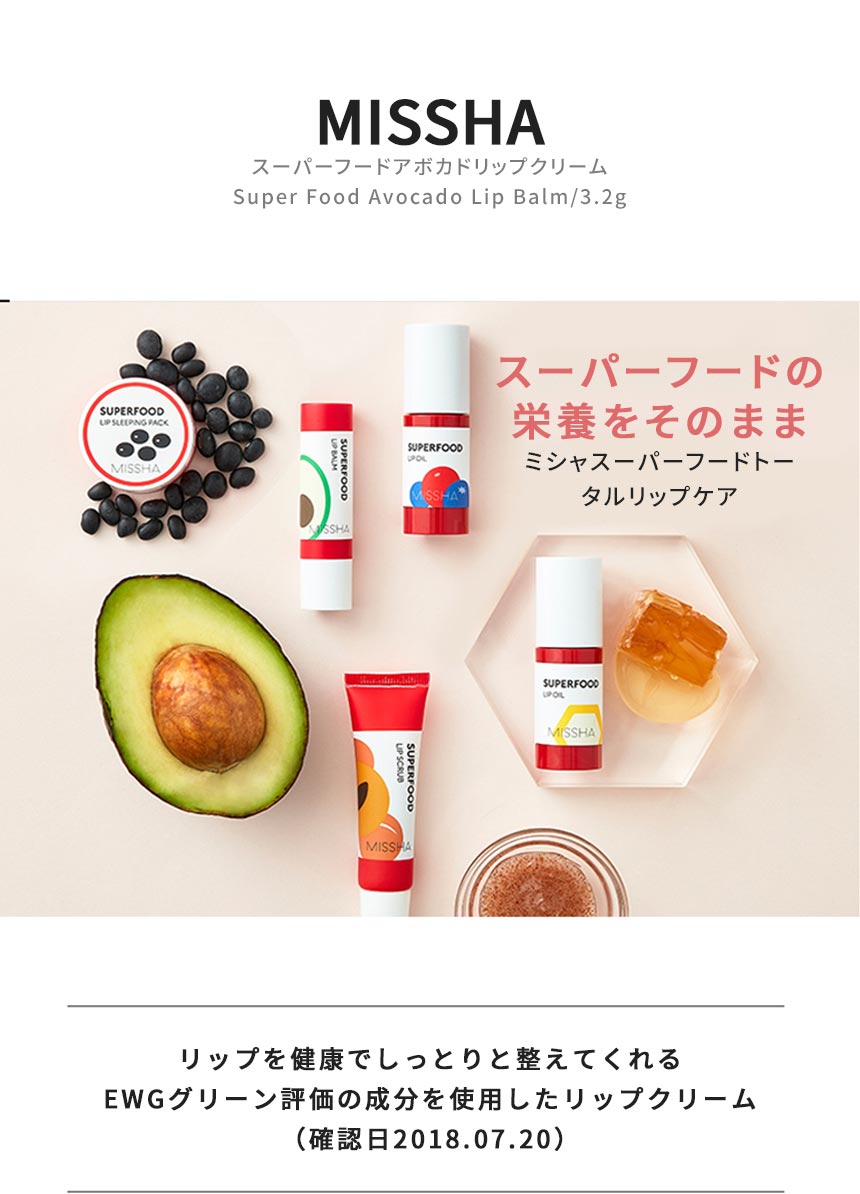 MISSHA
スーパーフードアボカドリップクリーム
Super Food Avocado Lip Balm/3.2g
スーパーフードの
栄養をそのまま
ミシャスーパーフードトー
タルリップケア
SUPERFOOD
LIP SLEEPING PACK
MISSHA
SUPERFOOD
LIP BALM
MISSHA
SUPERFOOD
LIP OIL
MISSHA
SUPERFOOD
LIP OIL
MISSHA
SUPERFOOD
LIP SCRUB
MISSHA
リップを健康でしっとりと整えてくれる
EWGグリーン評価の成分を使用したリップクリーム
（確認日2018.07.20）